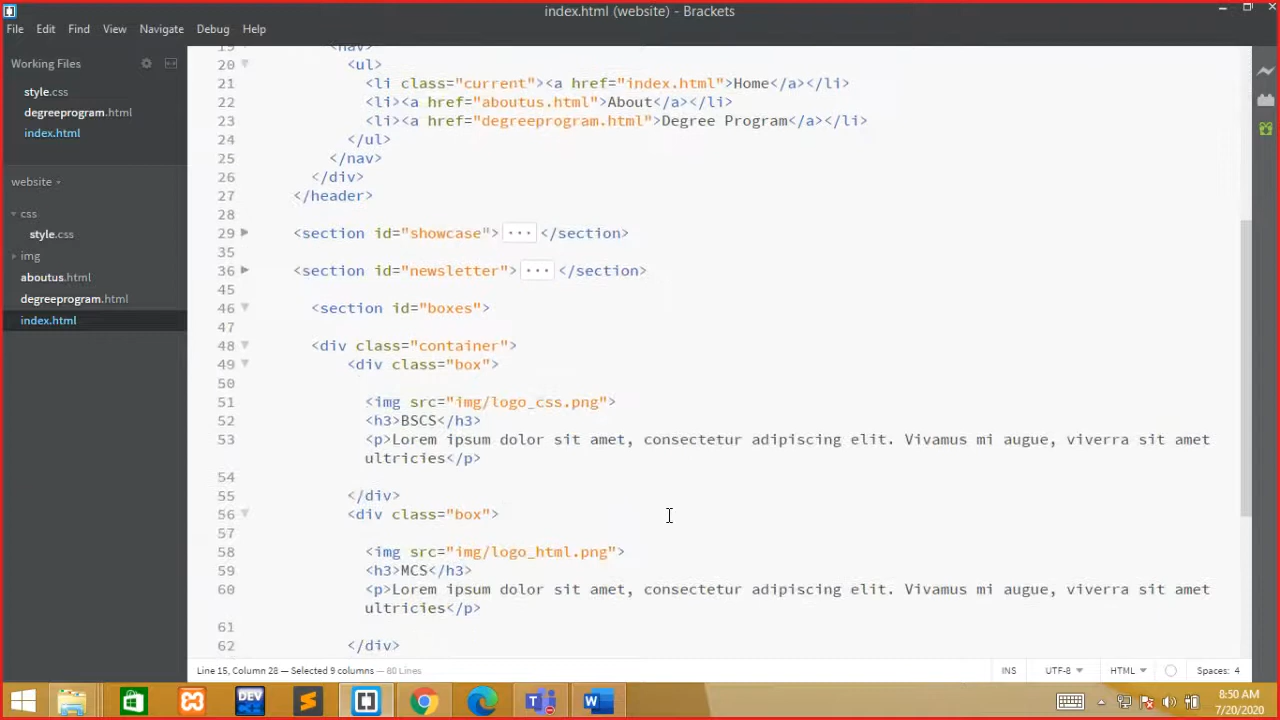 index.html (website) - Brackets
File Edit Find View Navigate Debug Help
Working Files
style.css
degreeprogram.html
index.html
website
css
style.css
img
aboutus.html
degreeprogram.html
index.html
19 <nav>
20 <ul>
21 <li class="current"><a href="index.html">Home</a></li>
22 <li><a href="aboutus.html">About</a></li>
23 <li><a href="degreeprogram.html">Degree Program</a></li>
24 </ul>
25 </nav>
26 </div>
27 </header>
28
29 <section id="showcase"> ··· </section>
35
36 <section id="newsletter"> ··· </section>
45
46 <section id="boxes">
47
48 <div class="container">
49 <div class="box">
50
51 <img src="img/logo_css.png">
52 <h3>BSCS</h3>
53 <p>Lorem ipsum dolor sit amet, consectetur adipiscing elit. Vivamus mi augue, viverra sit amet
ultricies</p>
54
55 </div>
56 <div class="box">
57
58 <img src="img/logo_html.png">
59 <h3>MCS</h3>
60 <p>Lorem ipsum dolor sit amet, consectetur adipiscing elit. Vivamus mi augue, viverra sit amet
ultricies</p>
61
62 </div>
Line 15, Column 28 — Selected 9 columns — 80 Lines
INS UTF-8 HTML Spaces: 4
DEV
8:50 AM
7/20/2020